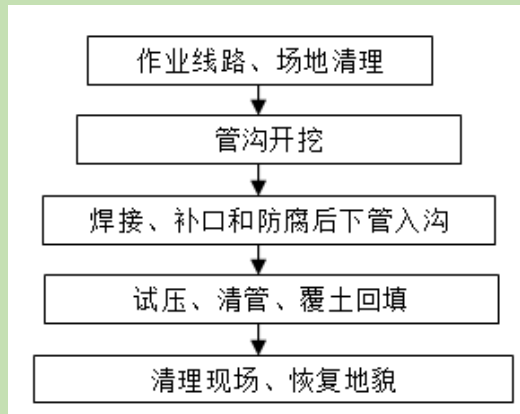 作业线路、场地清理
管沟开挖
焊接、补口和防腐后下管入沟
试压、清管、覆土回填
清理现场、恢复地貌